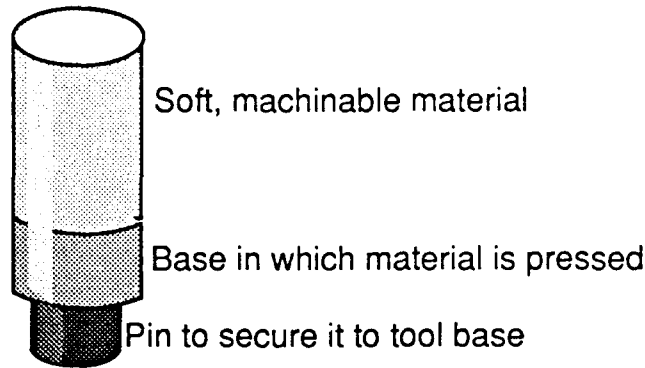 Soft, machinable material
Base in which material is pressed
Pin to secure it to tool base